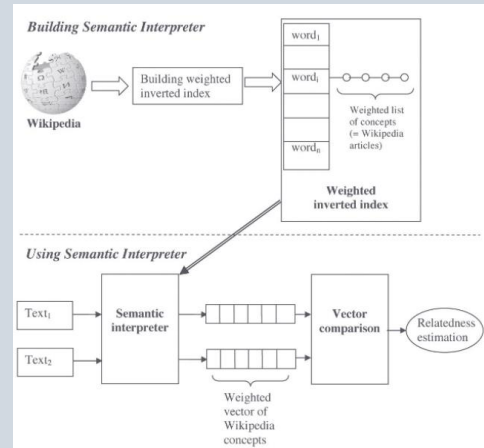 Building Semantic Interpreter
word₁
wordᵢ
wordₙ
Building weighted
inverted index
Wikipedia
Weighted list
of concepts
(= Wikipedia
articles)
Weighted
inverted index
Using Semantic Interpreter
Text₁
Text₂
Semantic
interpreter
Vector
comparison
Relatedness
estimation
Weighted
vector of
Wikipedia
concepts